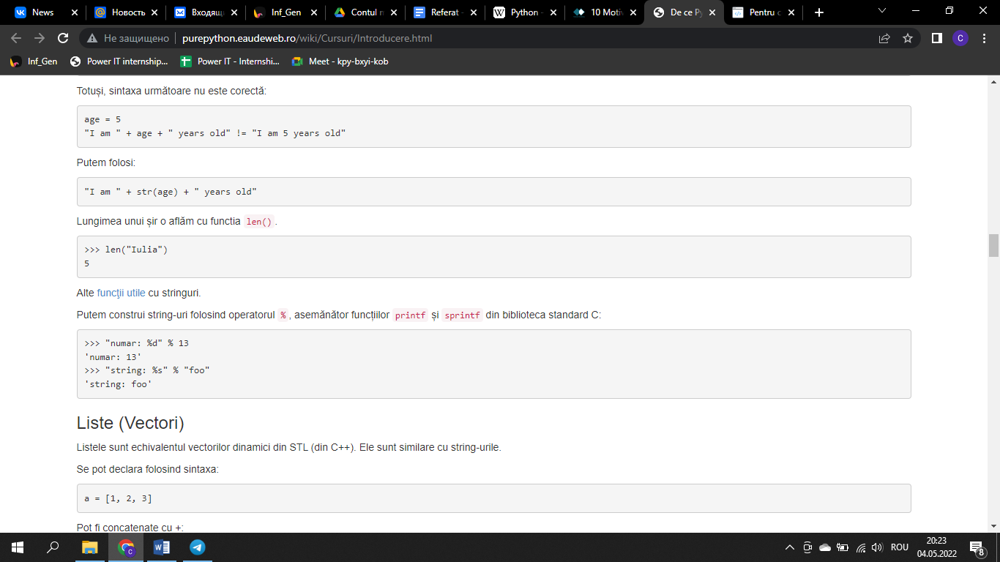 News
Новость
Входящ
Inf_Gen
Contul m
Referat -
Python -
10 Motiv
De ce Py
Pentru c
Не защищено | purepython.eaudeweb.ro/wiki/Cursuri/Introducere.html
C
Inf_Gen
Power IT internship...
Power IT - Internshi...
Meet - kpy-bxyi-kob
Totuși, sintaxa următoare nu este corectă:
age = 5
"I am " + age + " years old" != "I am 5 years old"
Putem folosi:
"I am " + str(age) + " years old"
Lungimea unui șir o aflăm cu functia len() .
>>> len("Iulia")
5
Alte funcţii utile cu stringuri.
Putem construi string-uri folosind operatorul % , asemănător funcțiilor printf și sprintf din biblioteca standard C:
>>> "numar: %d" % 13
'numar: 13'
>>> "string: %s" % "foo"
'string: foo'
Liste (Vectori)
Listele sunt echivalentul vectorilor dinamici din STL (din C++). Ele sunt similare cu string-urile.
Se pot declara folosind sintaxa:
a = [1, 2, 3]
Pot fi concatenate cu +:
ROU
20:23
04.05.2022
8